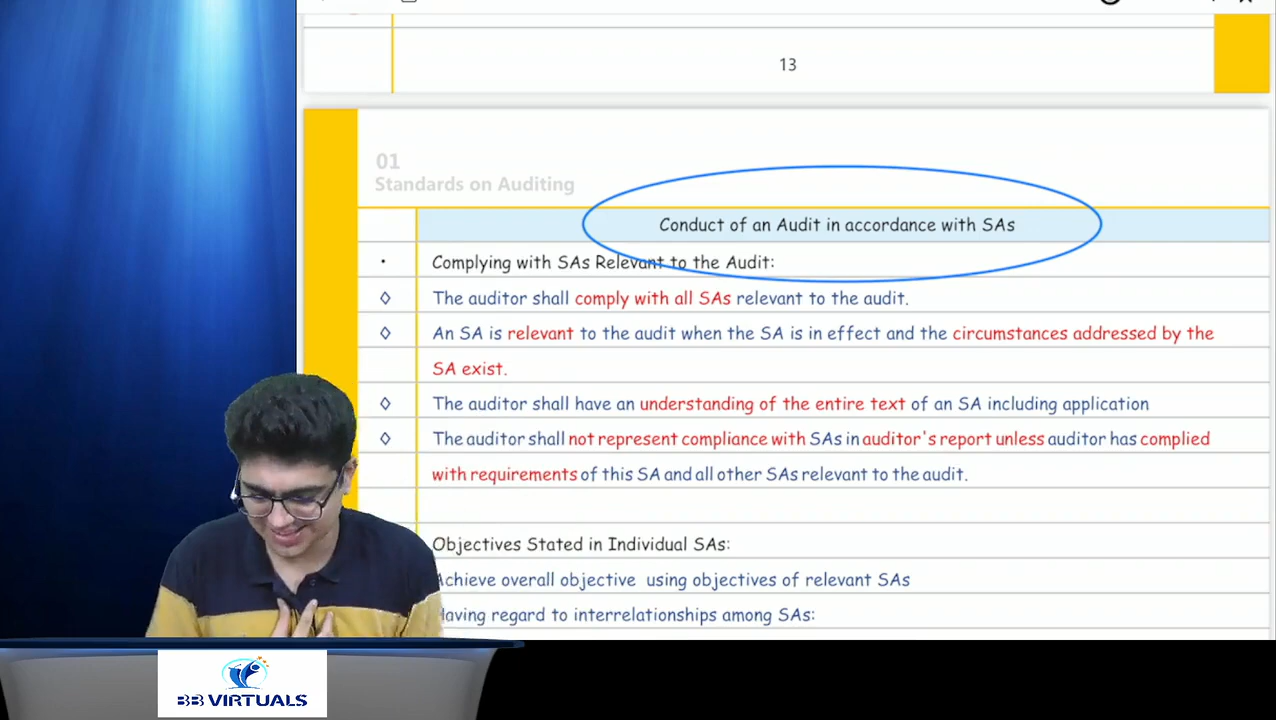 13
01
Standards on Auditing
Conduct of an Audit in accordance with SAs
Complying with SAs Relevant to the Audit:
The auditor shall comply with all SAs relevant to the audit.
An SA is relevant to the audit when the SA is in effect and the circumstances addressed by the
SA exist.
The auditor shall have an understanding of the entire text of an SA including application
The auditor shall not represent compliance with SAs in auditor's report unless auditor has complied
with requirements of this SA and all other SAs relevant to the audit.
Objectives Stated in Individual SAs:
Achieve overall objective using objectives of relevant SAs
Having regard to interrelationships among SAs:
BB VIRTUALS